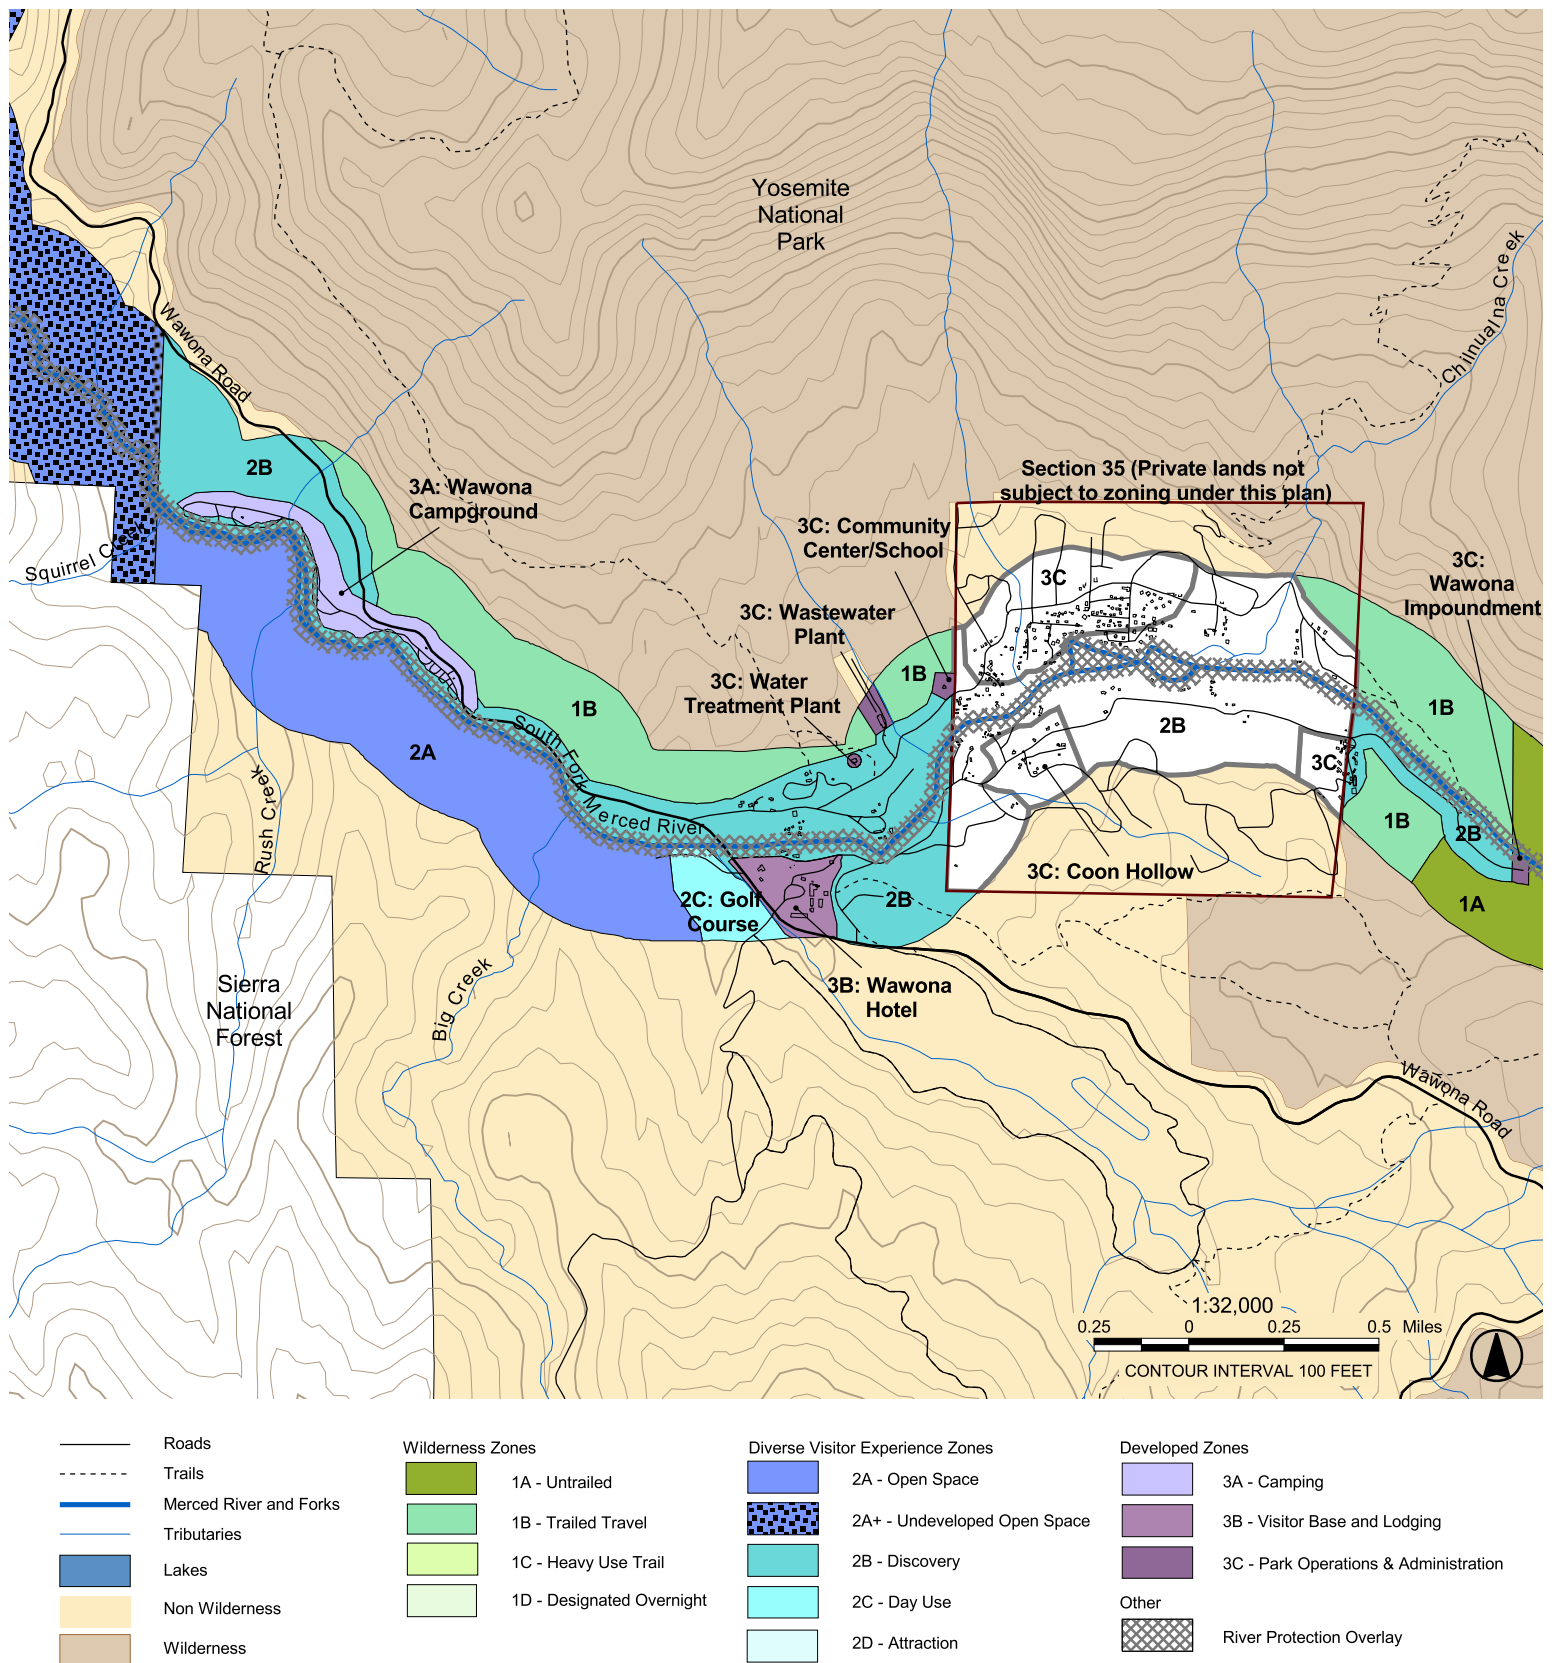 Yosemite
National
Park
Chilnualna Creek
Wawona Road
Section 35 (Private lands not
subject to zoning under this plan)
2B
3A: Wawona
Campground
3C: Community
Center/School
3C:
Wawona
Impoundment
Squirrel Creek
3C
3C: Wastewater
Plant
1B
3C: Water
Treatment Plant
1B
1B
2A
South Fork Merced River
2B
3C
Rush Creek
1B
2B
3C: Coon Hollow
2C: Golf
Course
2B
1A
Big Creek
Sierra
National
Forest
3B: Wawona
Hotel
Wawona Road
1:32,000
0.25 0 0.25 0.5 Miles
CONTOUR INTERVAL 100 FEET
Roads
Trails
Merced River and Forks
Tributaries
Lakes
Non Wilderness
Wilderness
Wilderness Zones
1A - Untrailed
1B - Trailed Travel
1C - Heavy Use Trail
1D - Designated Overnight
Diverse Visitor Experience Zones
2A - Open Space
2A+ - Undeveloped Open Space
2B - Discovery
2C - Day Use
2D - Attraction
Developed Zones
3A - Camping
3B - Visitor Base and Lodging
3C - Park Operations & Administration
Other
River Protection Overlay